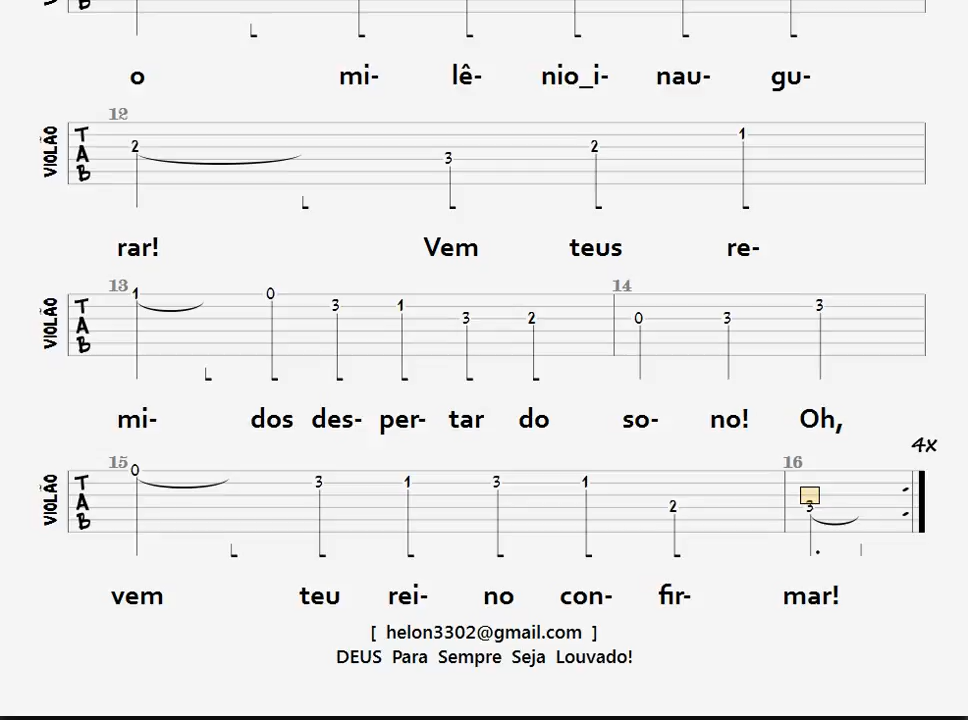 o mi- lê- nio_i- nau- gu-
12
VIOLÃO TAB 2 3 2 1
rar! Vem teus re-
13 14
VIOLÃO TAB 1 0 3 1 3 2 0 3 3
mi- dos des- per- tar do so- no! Oh,
4x
15 16
VIOLÃO TAB 0 3 1 3 1 2 3
vem teu rei- no con- fir- mar!
[ helon3302@gmail.com ]
DEUS Para Sempre Seja Louvado!